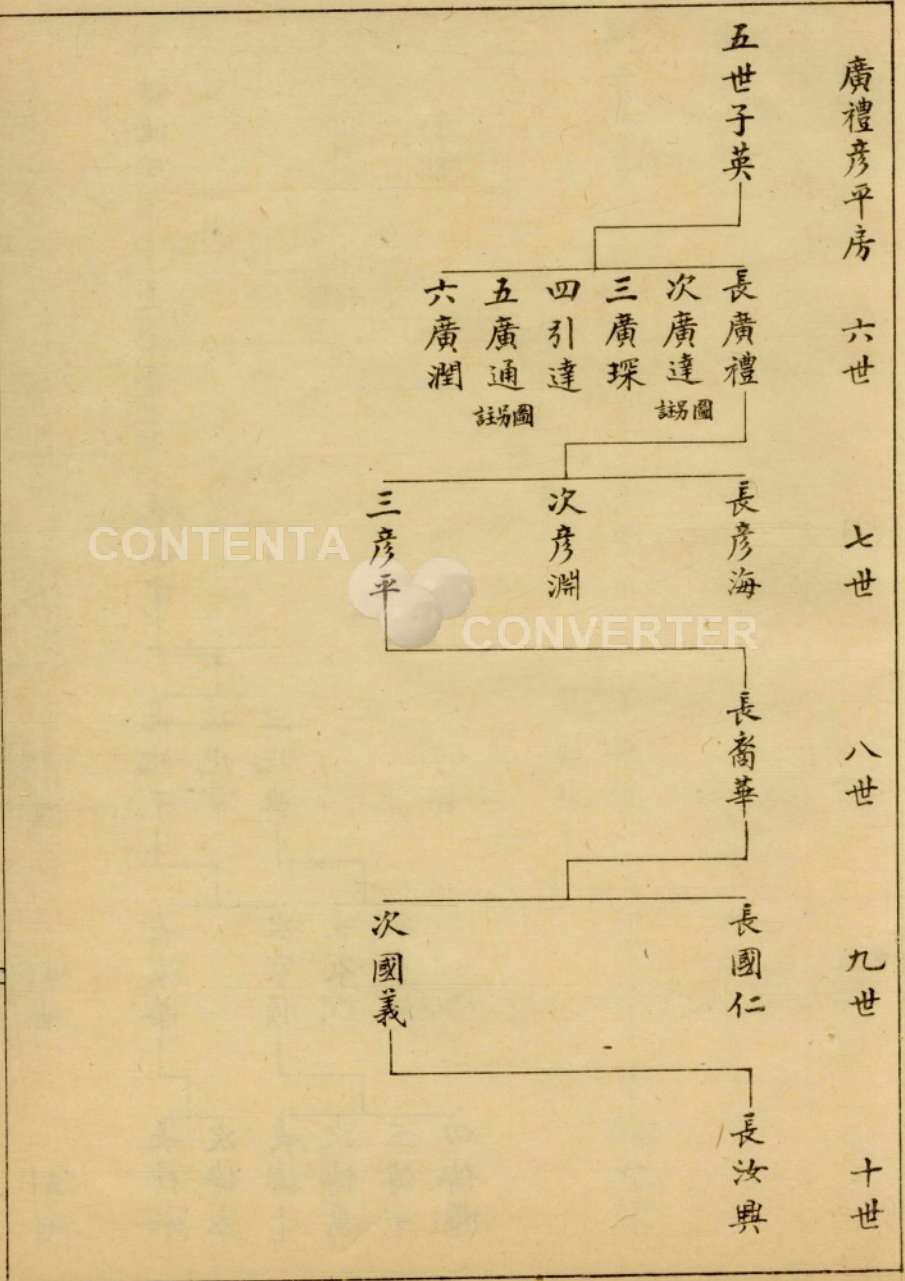 廣禮彥平房
六世
七世
八世
九世
十世
五世子英
長廣禮
次廣達
註另圖
三廣琛
四引達
五廣通
註另圖
六廣潤
長彥海
次彥淵
三彥平
長裔華
長國仁
次國義
長汝興
CONTENTA
CONVERTER